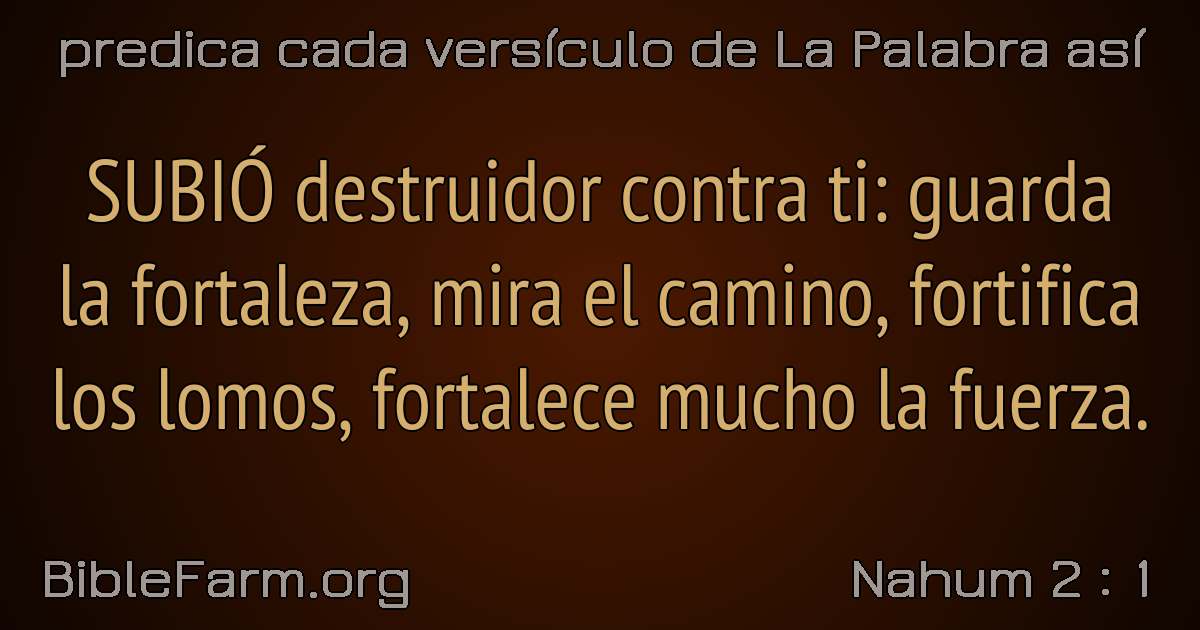 predica cada versículo de La Palabra así
SUBIÓ destruidor contra ti: guarda
la fortaleza, mira el camino, fortifica
los lomos, fortalece mucho la fuerza.
BibleFarm.org
Nahum 2 : 1